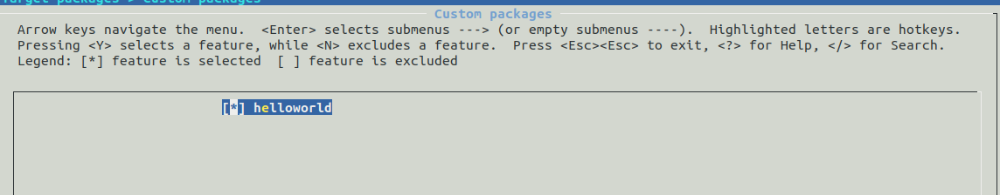 Target packages > Custom packages
Custom packages
Arrow keys navigate the menu.  <Enter> selects submenus ---> (or empty submenus ----).  Highlighted letters are hotkeys.
Pressing <Y> selects a feature, while <N> excludes a feature.  Press <Esc><Esc> to exit, <?> for Help, </> for Search.
Legend: [*] feature is selected  [ ] feature is excluded
[*] helloworld